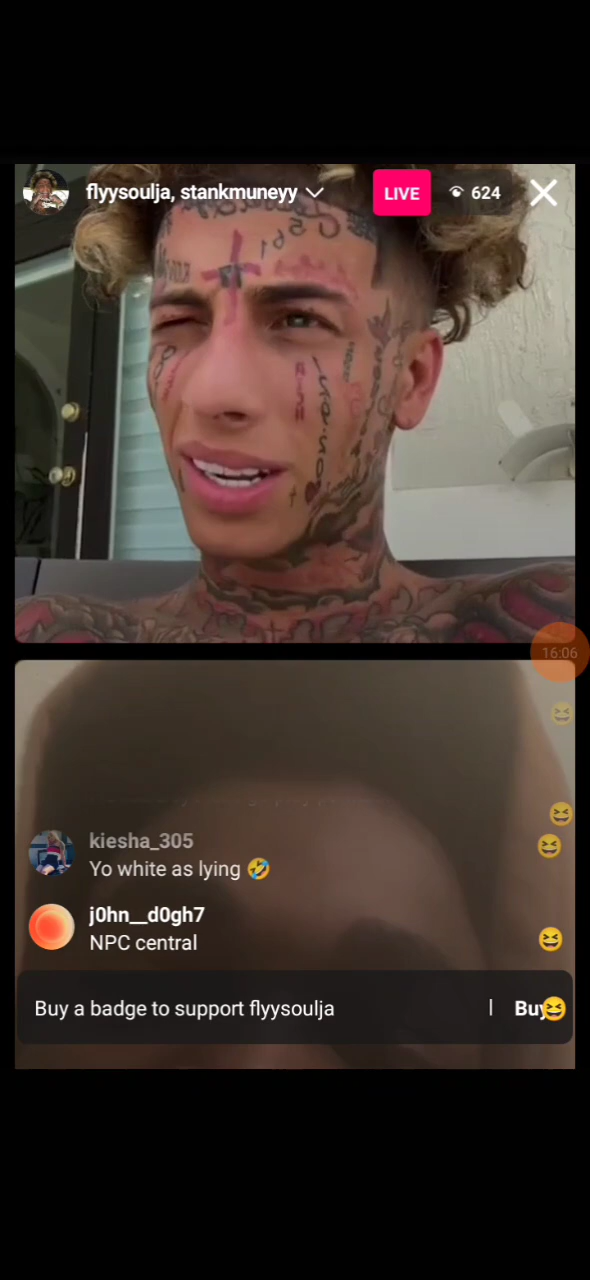 flyysoulja, stankmuneyy
LIVE
624
561
16:06
kiesha_305
Yo white as lying 🤣
j0hn__d0gh7
NPC central
Buy a badge to support flyysoulja
Buy